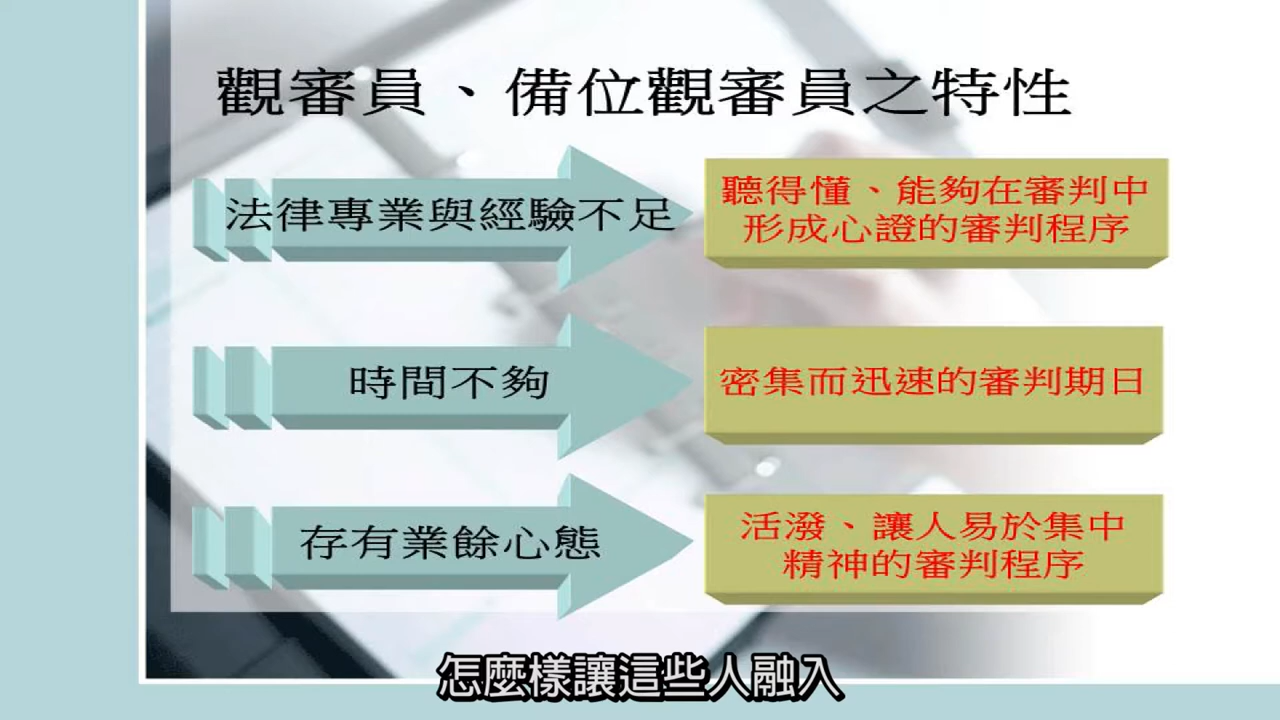 觀審員、備位觀審員之特性
法律專業與經驗不足
聽得懂、能夠在審判中
形成心證的審判程序
時間不夠
密集而迅速的審判期日
存有業餘心態
活潑、讓人易於集中
精神的審判程序
怎麼樣讓這些人融入